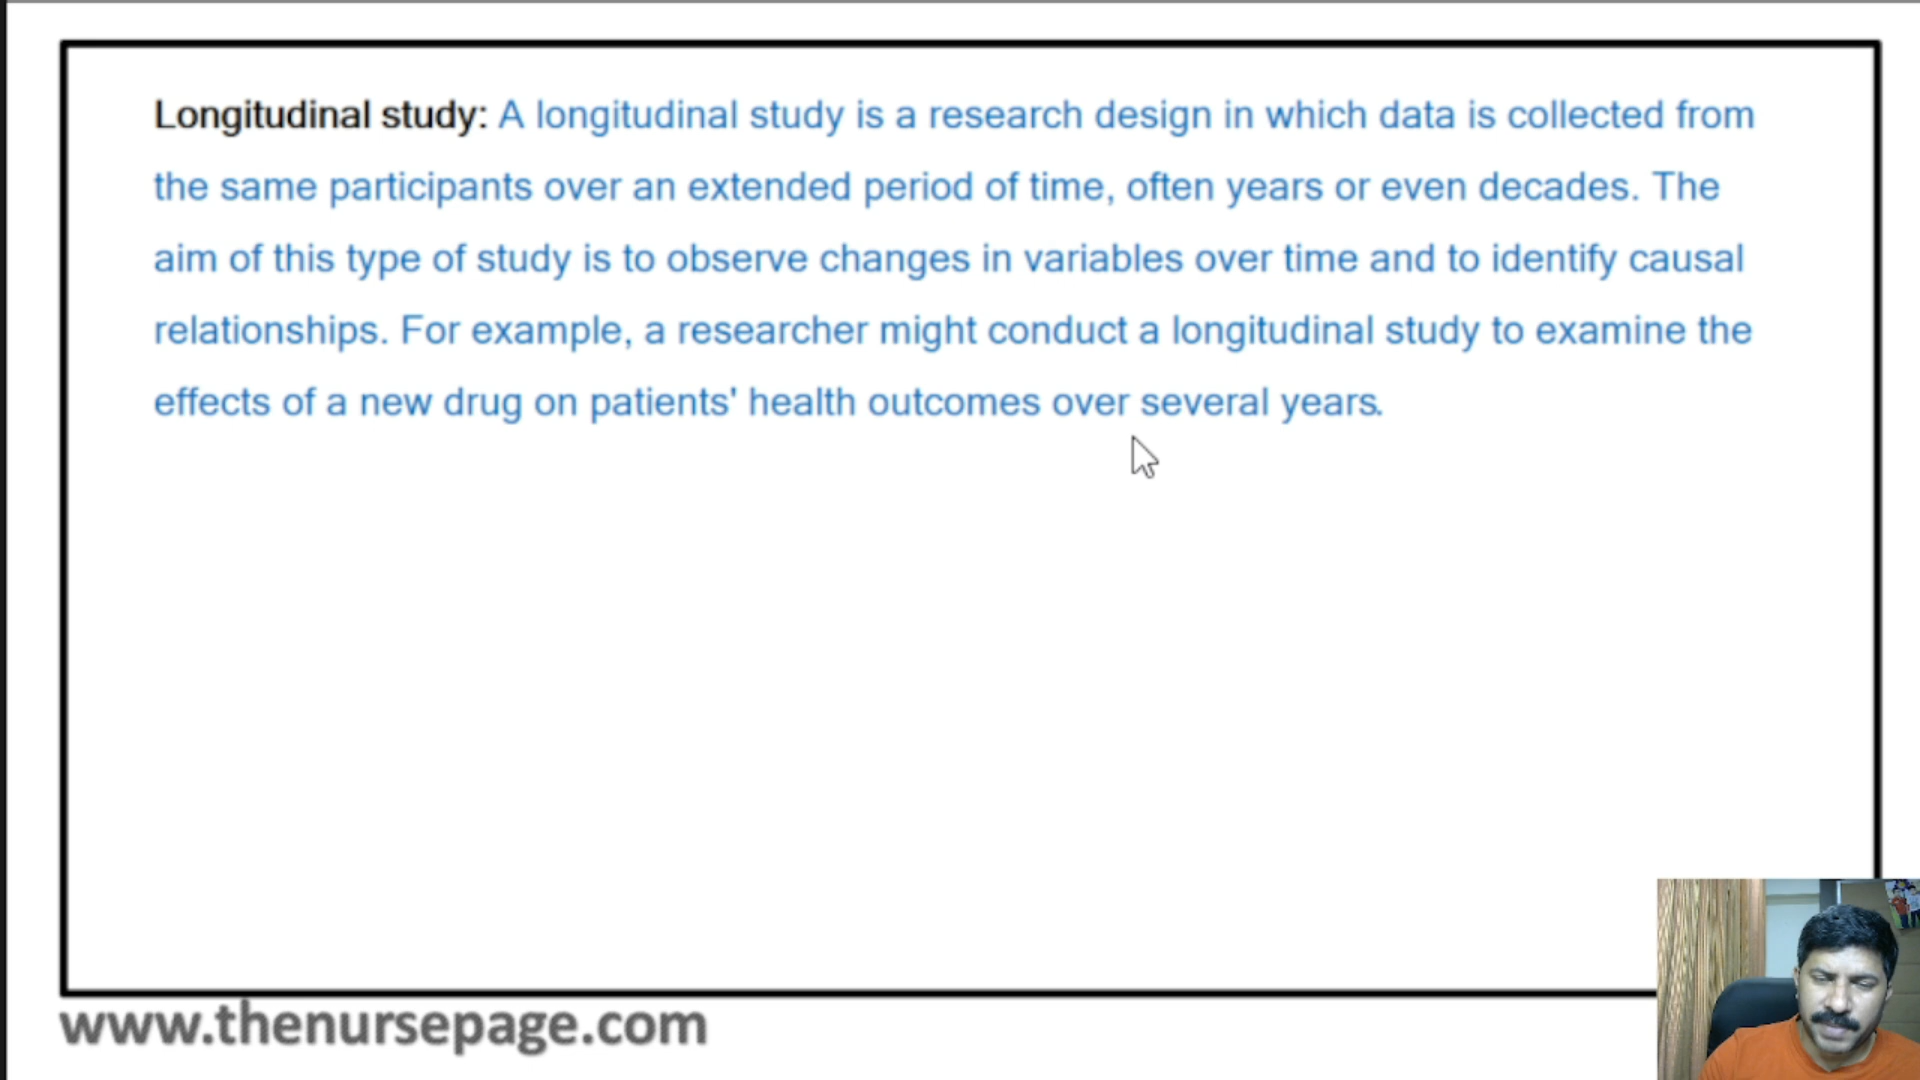 Longitudinal study: A longitudinal study is a research design in which data is collected from
the same participants over an extended period of time, often years or even decades. The
aim of this type of study is to observe changes in variables over time and to identify causal
relationships. For example, a researcher might conduct a longitudinal study to examine the
effects of a new drug on patients' health outcomes over several years.
www.thenursepage.com